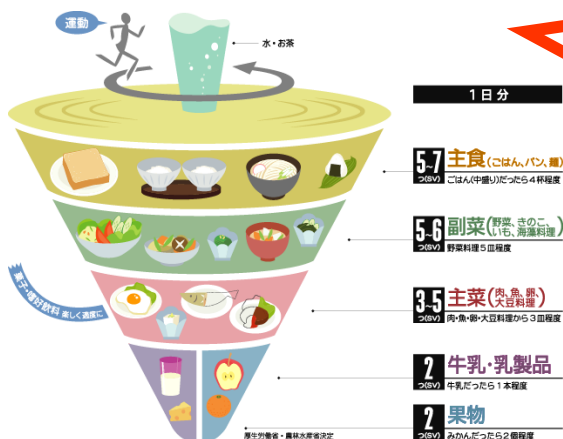 運動
水・お茶
1日分
5~7 つ(SV) 主食(ごはん、パン、麺)
ごはん(中盛り)だったら4杯程度
5~6 つ(SV) 副菜(野菜、きのこ、いも、海藻料理)
野菜料理5皿程度
菓子・嗜好飲料 楽しく適度に
3~5 つ(SV) 主菜(肉、魚、卵、大豆料理)
肉・魚・卵・大豆料理から3皿程度
2 つ(SV) 牛乳・乳製品
牛乳だったら1本程度
2 つ(SV) 果物
みかんだったら2個程度
厚生労働省・農林水産省決定